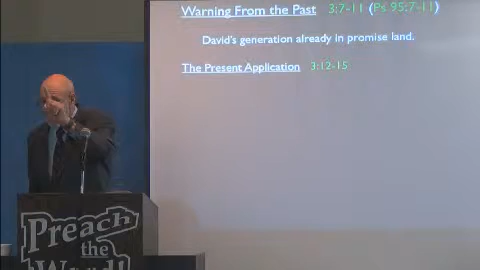 Warning From the Past 3:7-11 (Ps 95:7-11)
David's generation already in promise land.
The Present Application 3:12-15
Preach
the
Word!